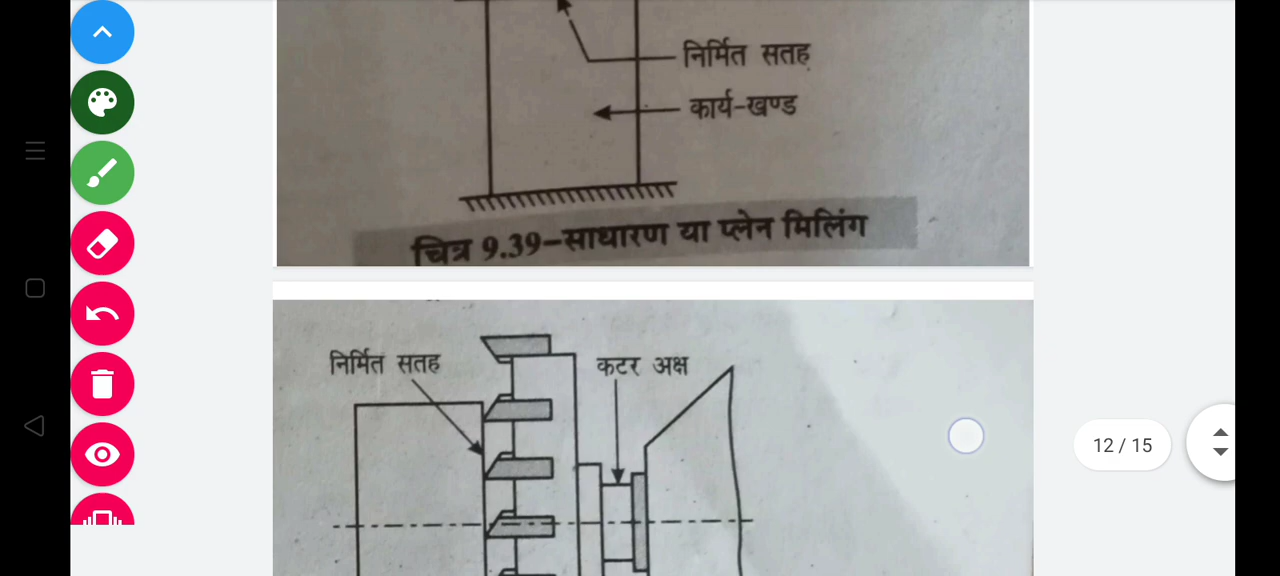 निर्मित सतह
कार्य-खण्ड
चित्र 9.39-साधारण या प्लेन मिलिंग
निर्मित सतह
कटर अक्ष
12 / 15